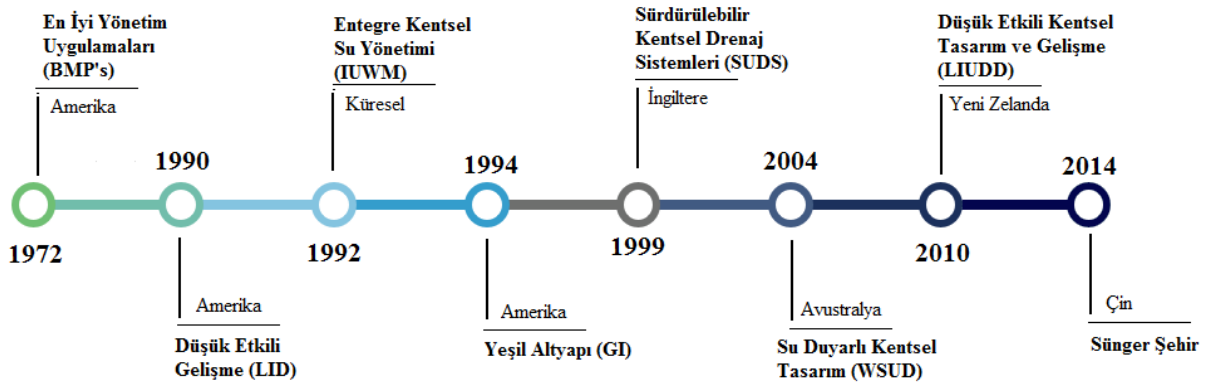 En İyi Yönetim
Uygulamaları
(BMP's)
Amerika
1972
1990
Amerika
Düşük Etkili
Gelişme (LID)
Entegre Kentsel
Su Yönetimi
(IUWM)
Küresel
1992
1994
Amerika
Yeşil Altyapı (GI)
Sürdürülebilir
Kentsel Drenaj
Sistemleri (SUDS)
İngiltere
1999
2004
Avustralya
Su Duyarlı Kentsel
Tasarım (WSUD)
Düşük Etkili Kentsel
Tasarım ve Gelişme
(LIUDD)
Yeni Zelanda
2010
2014
Çin
Sünger Şehir